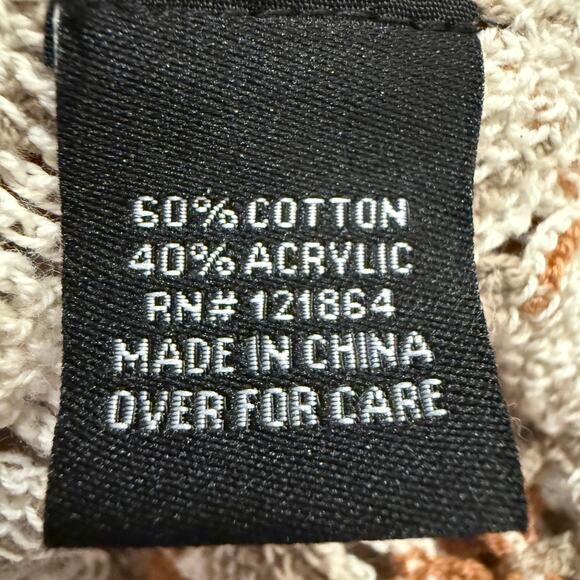 60% COTTON
40% ACRYLIC
RN# 121864
MADE IN CHINA
OVER FOR CARE